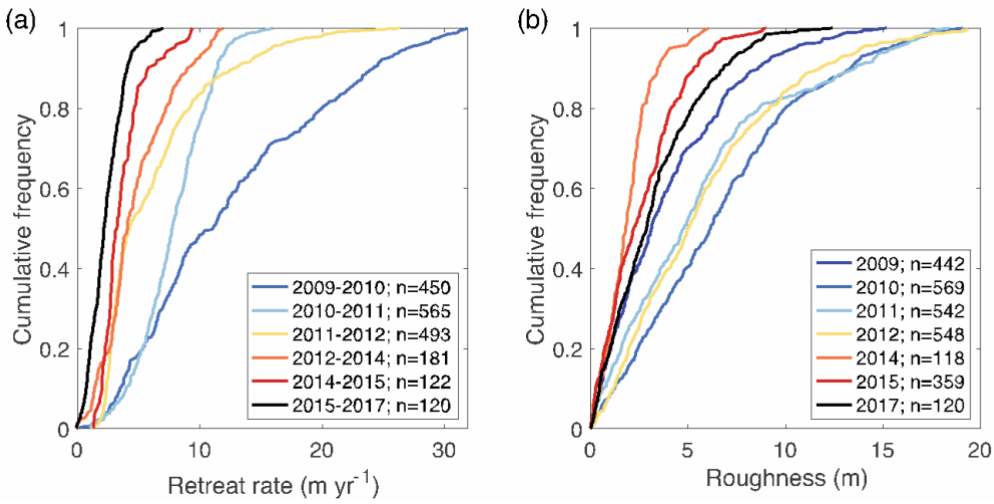 (a)
1
0.8
0.6
0.4
0.2
0
Cumulative frequency
2009-2010; n=450
2010-2011; n=565
2011-2012; n=493
2012-2014; n=181
2014-2015; n=122
2015-2017; n=120
0 10 20 30
Retreat rate (m yr⁻¹)
(b)
1
0.8
0.6
0.4
0.2
0
Cumulative frequency
2009; n=442
2010; n=569
2011; n=542
2012; n=548
2014; n=118
2015; n=359
2017; n=120
0 5 10 15 20
Roughness (m)